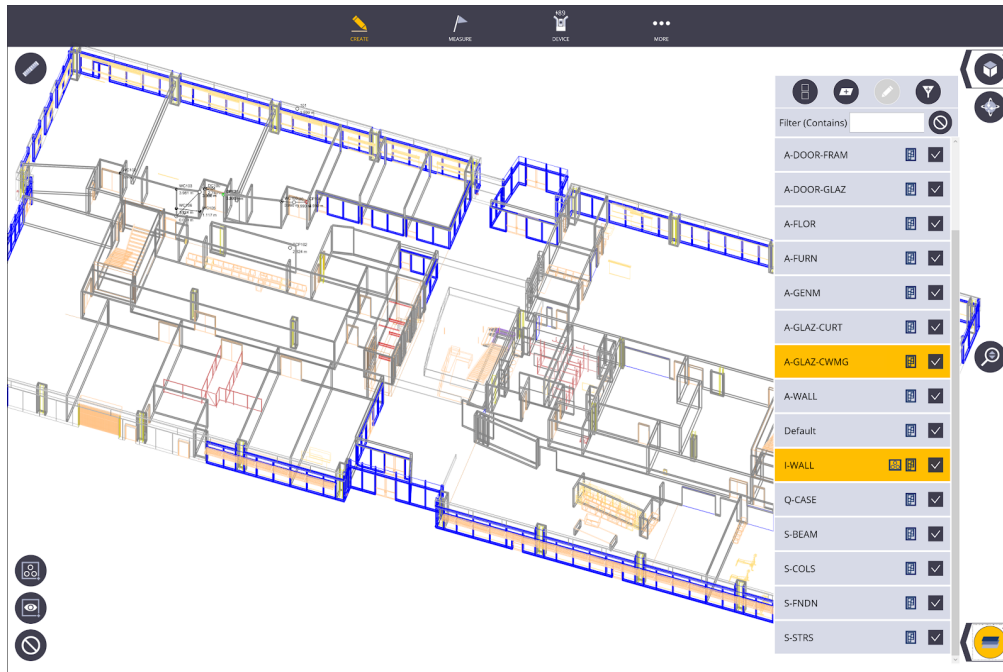 +89
CREATE
MEASURE
DEVICE
MORE
Filter (Contains)
A-DOOR-FRAM
A-DOOR-GLAZ
A-FLOR
A-FURN
A-GENM
A-GLAZ-CURT
A-GLAZ-CWMG
A-WALL
Default
I-WALL
Q-CASE
S-BEAM
S-COLS
S-FNDN
S-STRS